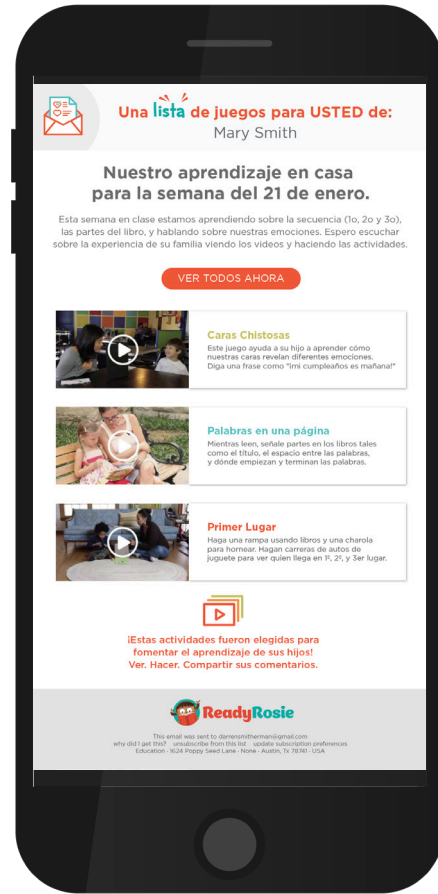 Una lista de juegos para USTED de:
Mary Smith
Nuestro aprendizaje en casa
para la semana del 21 de enero.
Esta semana en clase estamos aprendiendo sobre la secuencia (1o, 2o y 3o),
las partes del libro, y hablando sobre nuestras emociones. Espero escuchar
sobre la experiencia de su familia viendo los videos y haciendo las actividades.
VER TODOS AHORA
Caras Chistosas
Este juego ayuda a su hijo a aprender cómo
nuestras caras revelan diferentes emociones.
Diga una frase como "¡mi cumpleaños es mañana!"
Palabras en una página
Mientras leen, señale partes en los libros tales
como el título, el espacio entre las palabras,
y dónde empiezan y terminan las palabras.
Primer Lugar
Haga una rampa usando libros y una charola
para hornear. Hagan carreras de autos de
juguete para ver quien llega en 1º, 2º, y 3er lugar.
¡Estas actividades fueron elegidas para
fomentar el aprendizaje de sus hijos!
Ver. Hacer. Compartir sus comentarios.
ReadyRosie
This email was sent to darrensmitherman@gmail.com
why did I get this? unsubscribe from this list update subscription preferences
Education · 1624 Poppy Seed Lane · None · Austin, Tx 78741 · USA